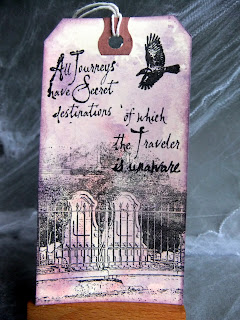 All Journeys
have Secret
destinations of which
the Traveler
is unaware